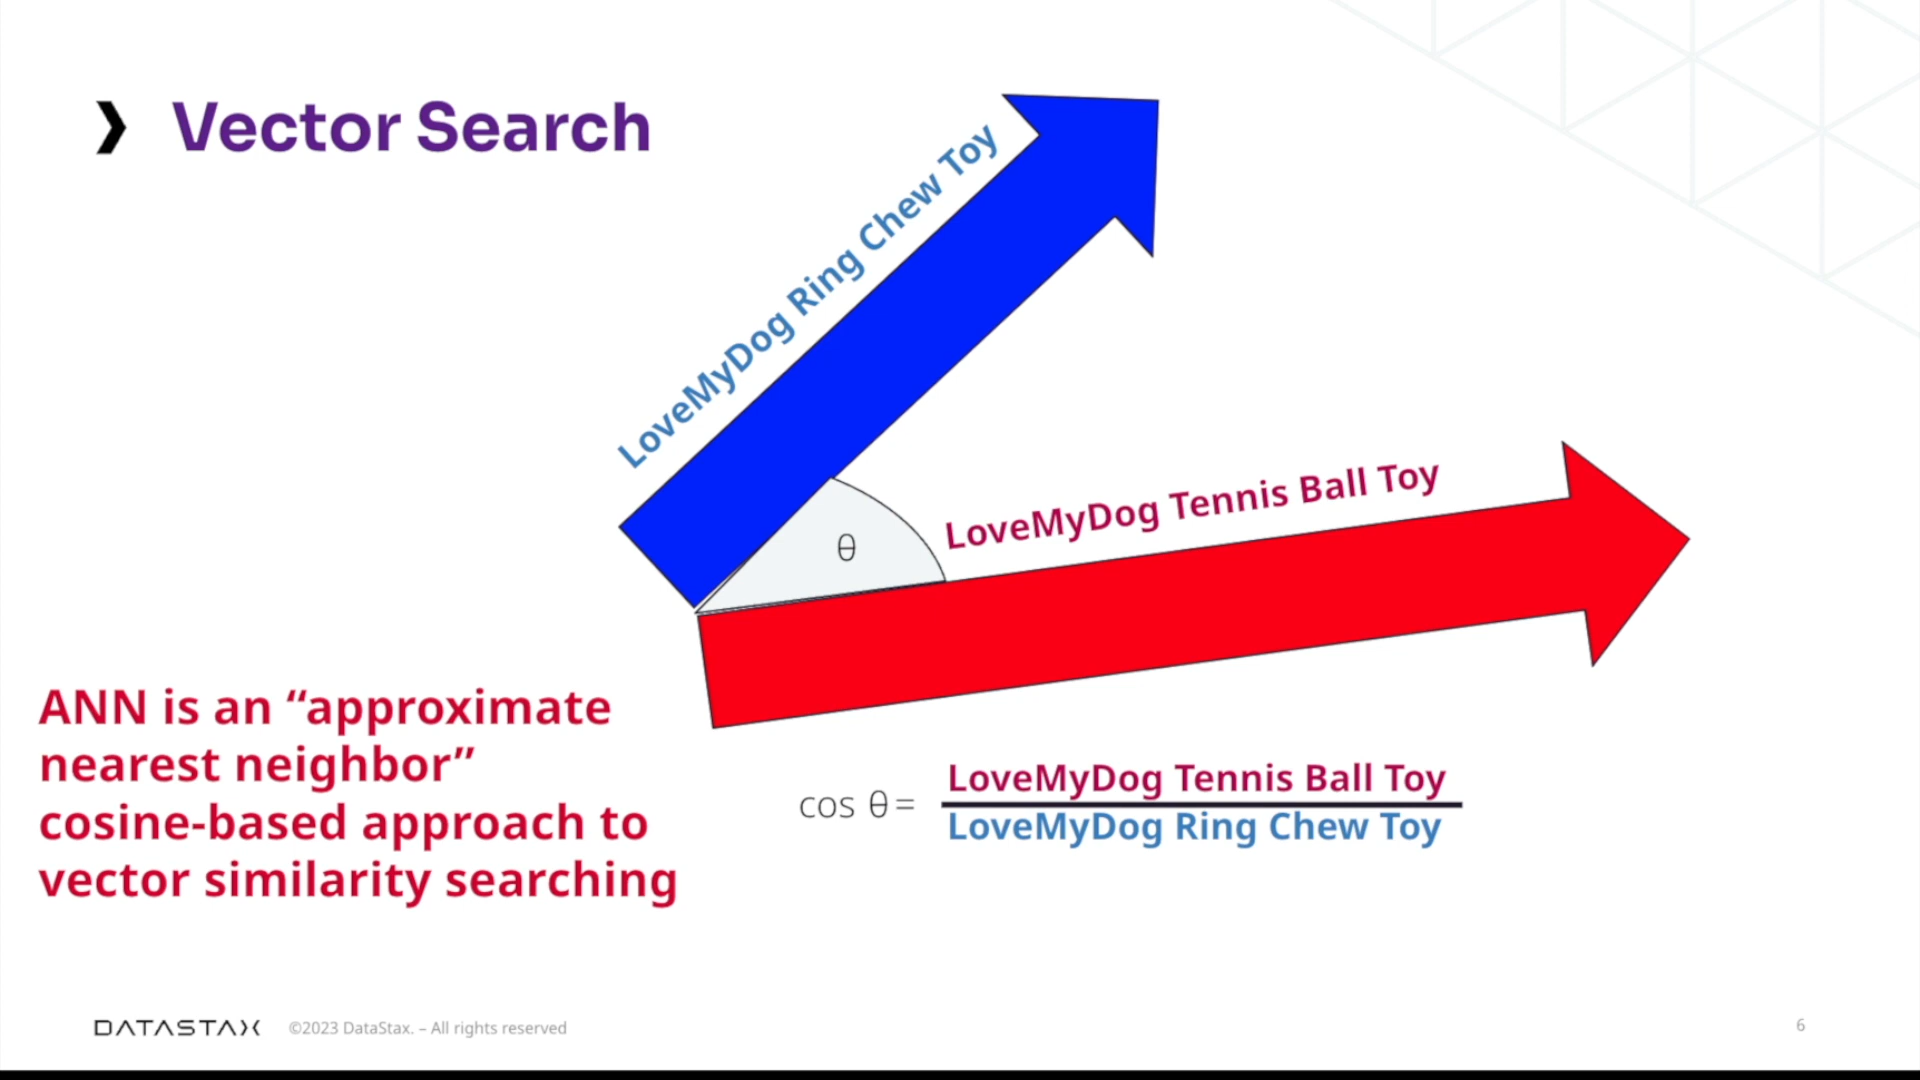 Vector Search
LoveMyDog Ring Chew Toy
LoveMyDog Tennis Ball Toy
θ
ANN is an “approximate
nearest neighbor”
cosine-based approach to
vector similarity searching
cos θ = LoveMyDog Tennis Ball Toy
LoveMyDog Ring Chew Toy
DATASTAX ©2023 DataStax. – All rights reserved
6